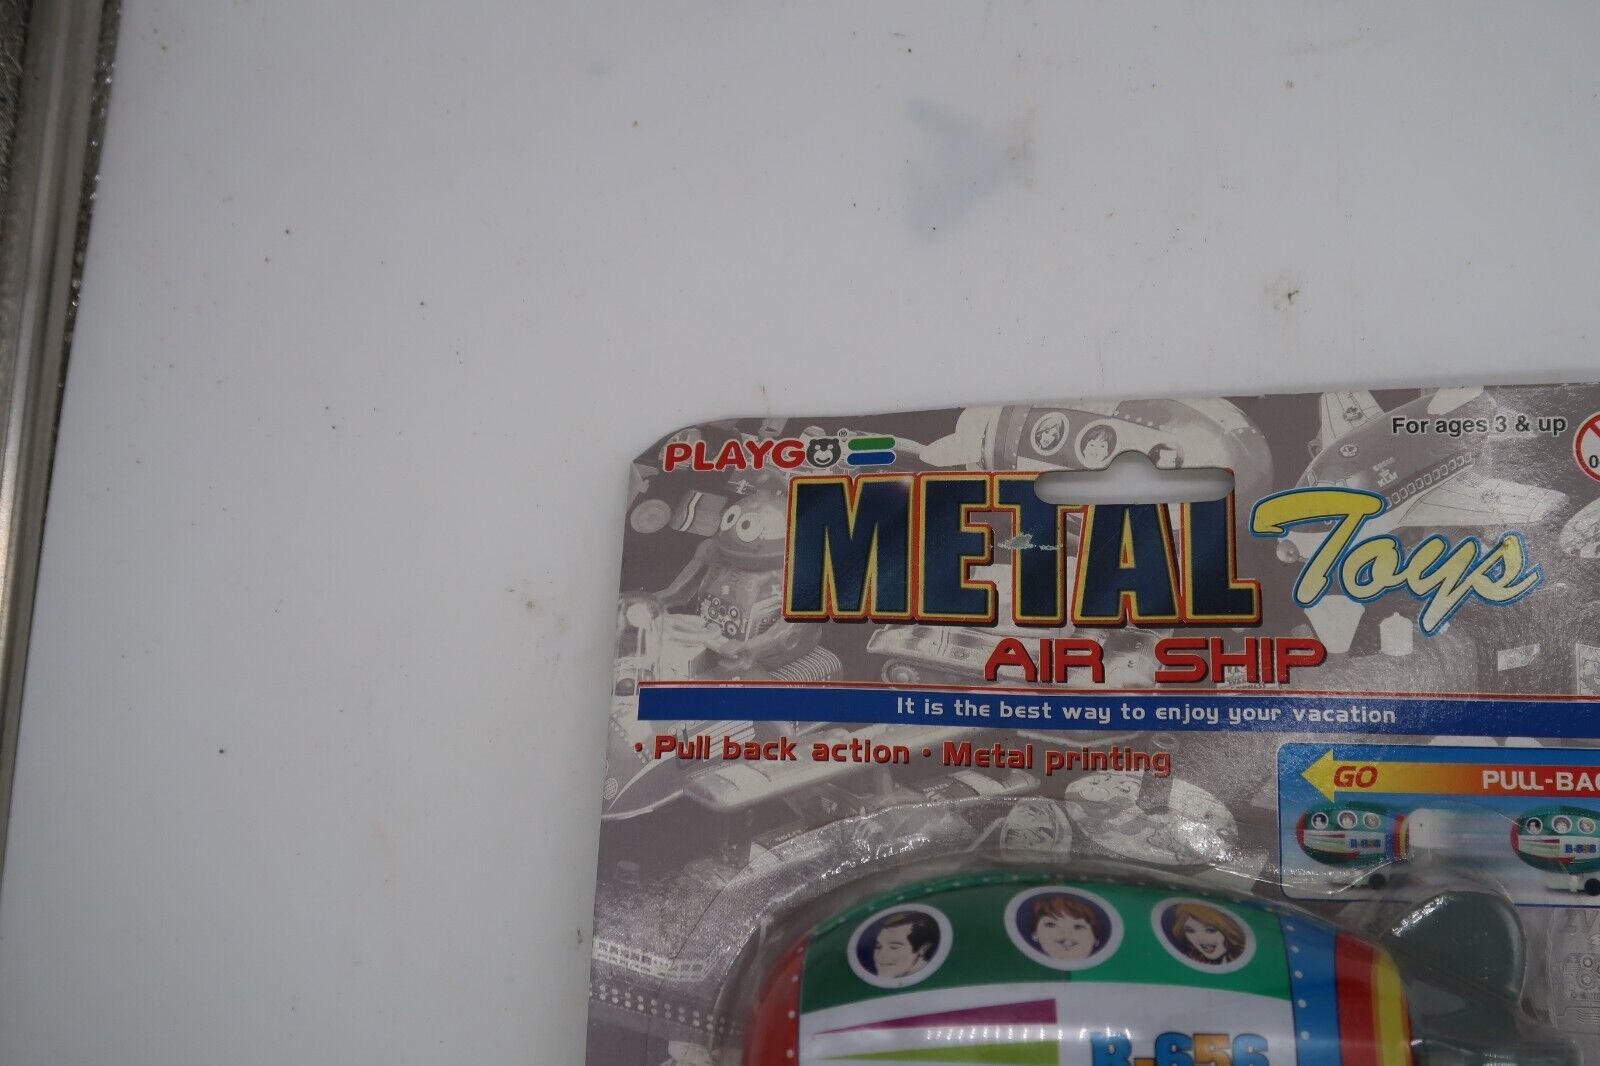 PLAYGO
For ages 3 & up
METAL Toys
AIR SHIP
It is the best way to enjoy your vacation
• Pull back action • Metal printing
GO
R-656